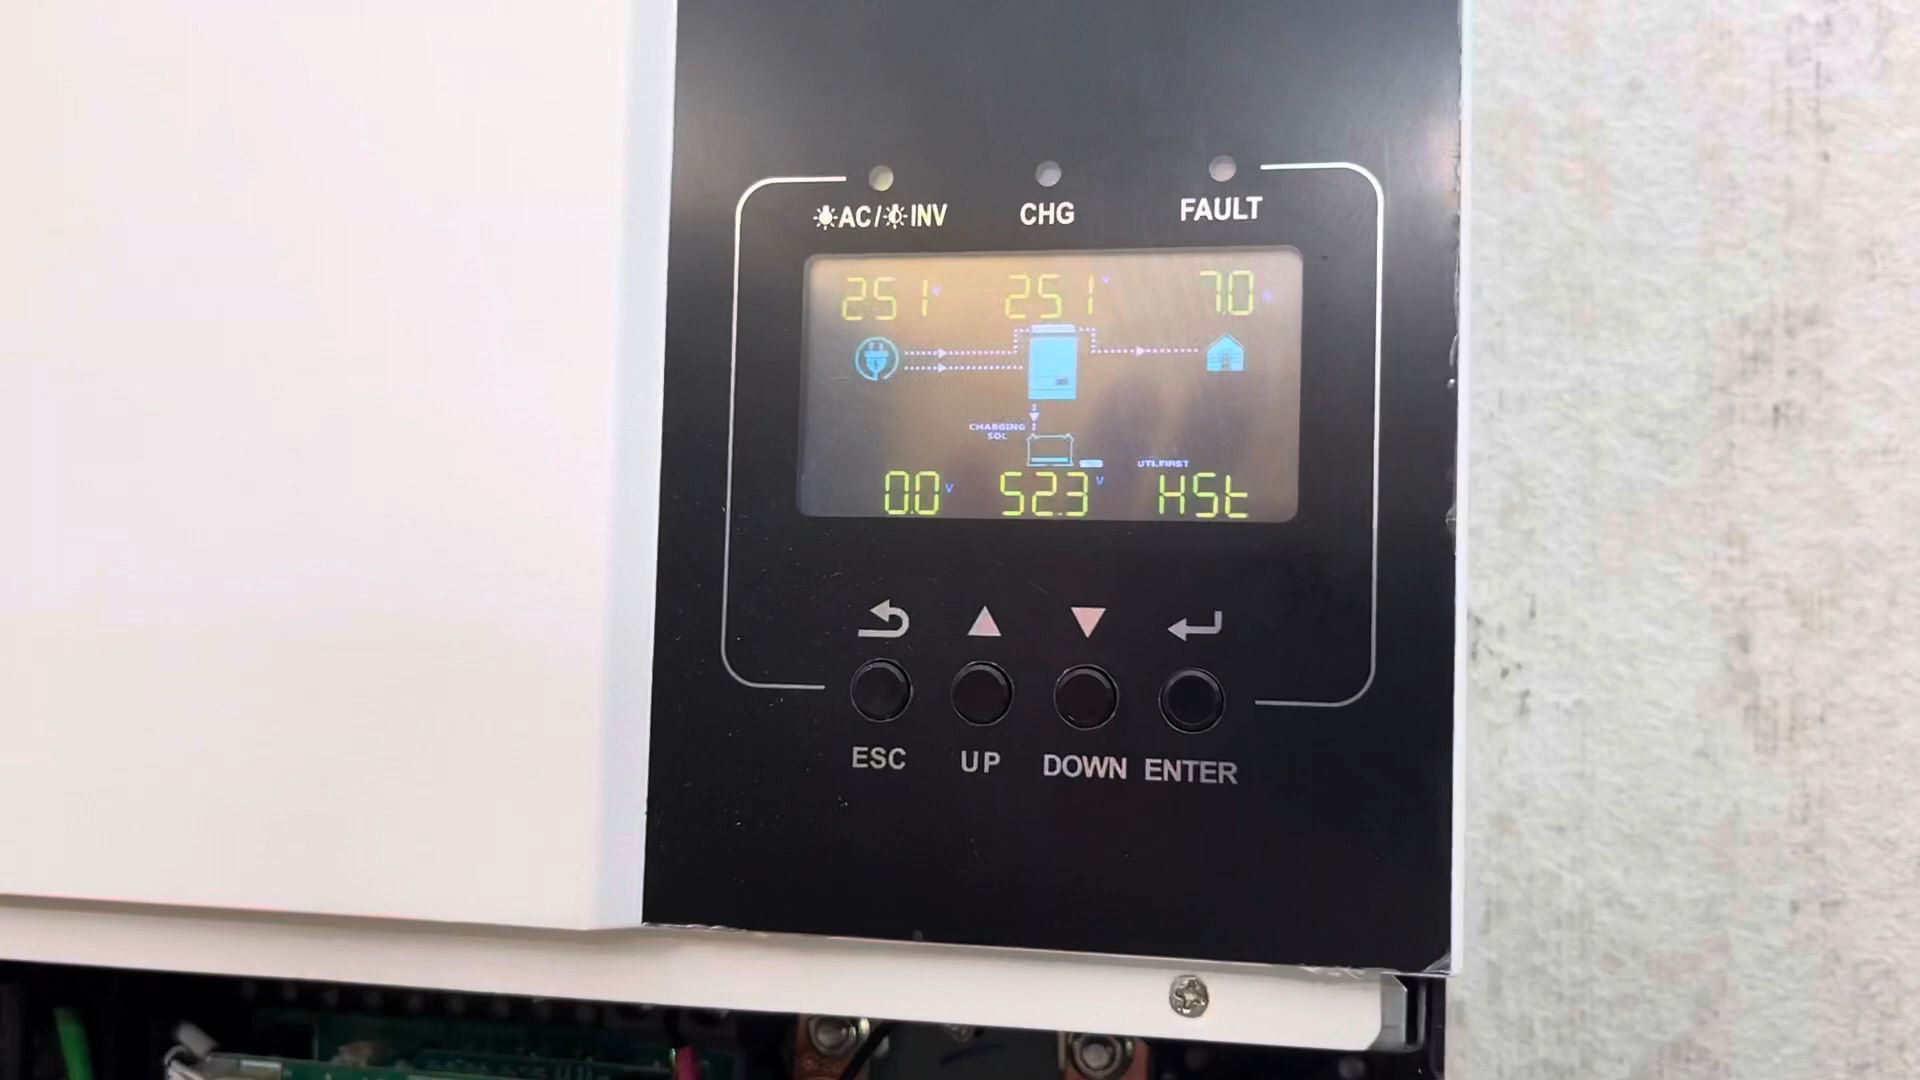 AC/ INV CHG FAULT
251 V 251 V 7.0
CHARGING
SOL
UTI.FIRST
0.0 V 52.3 V HSt
ESC UP DOWN ENTER